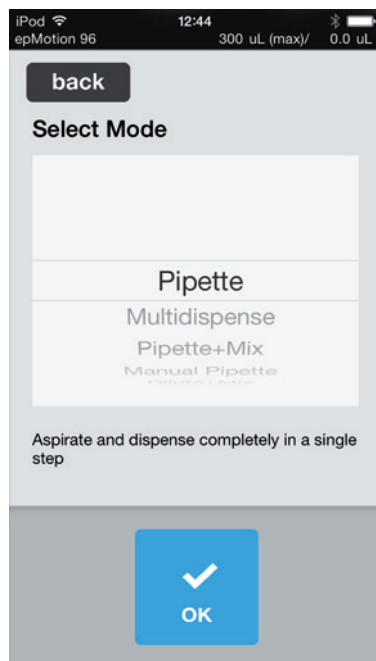 iPod 12:44
epMotion 96 300 uL (max)/ 0.0 uL
back
Select Mode
Pipette
Multidispense
Pipette+Mix
Manual Pipette
Aspirate and dispense completely in a single
step
OK